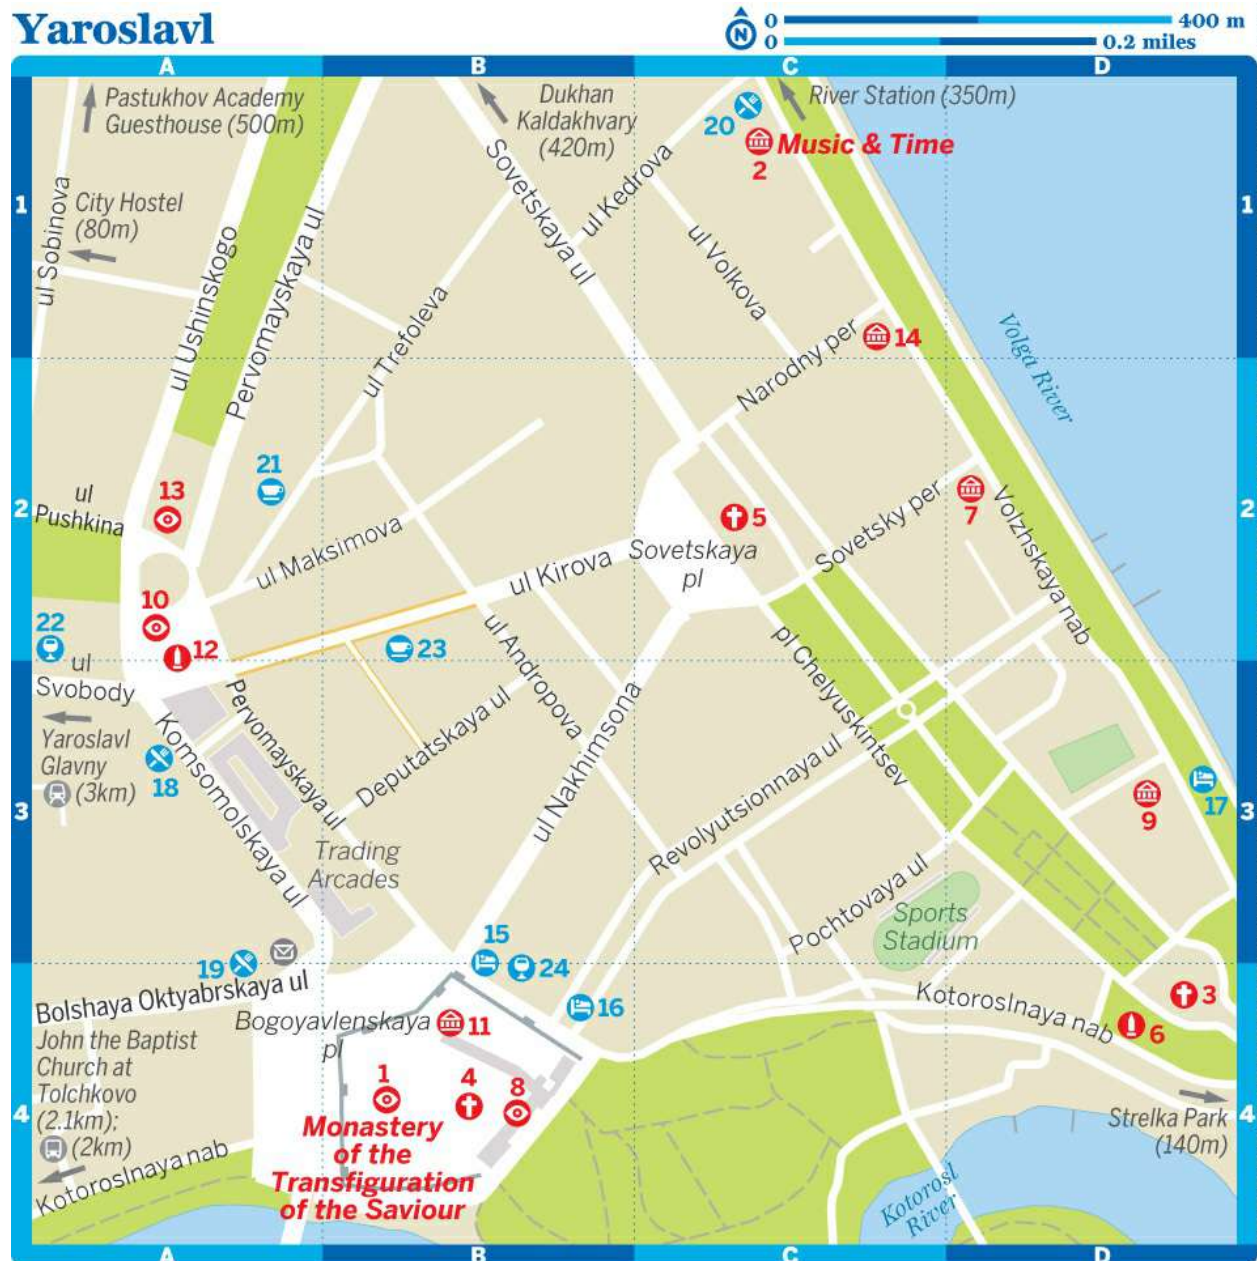 Yaroslavl
0 400 m
0 0.2 miles
N
A B C D
1 1
Pastukhov Academy
Guesthouse (500m)
Dukhan
Kaldakhvary
(420m)
River Station (350m)
20
Music & Time
2
City Hostel
(80m)
ul Sobinova
ul Ushinskogo
Pervomayskaya ul
Sovetskaya ul
ul Kedrova
ul Volkova
ul Trefoleva
Narodny per
14
Volga River
2 2
ul
Pushkina
13
21
ul Maksimova
ul Kirova
Sovetskaya
pl
5
Sovetsky per
7
Volzhskaya nab
10
12
22
ul
Svobody
23
ul Andropova
pl Chelyuskintsev
3 3
Yaroslavl
Glavny
(3km)
18
Komsomolskaya ul
Pervomayskaya ul
Deputatskaya ul
ul Nakhimsona
Revolyutsionnaya ul
Trading
Arcades
Pochtovaya ul
Sports
Stadium
9
17
15
24
16
19
Bolshaya Oktyabrskaya ul
Kotoroslnaya nab
3
6
4 4
Bogoyavlenskaya
pl
11
John the Baptist
Church at
Tolchkovo
(2.1km);
(2km)
Kotoroslnaya nab
1
4
8
Monastery
of the
Transfiguration
of the Saviour
Strelka Park
(140m)
Kotorosl
River
A B C D